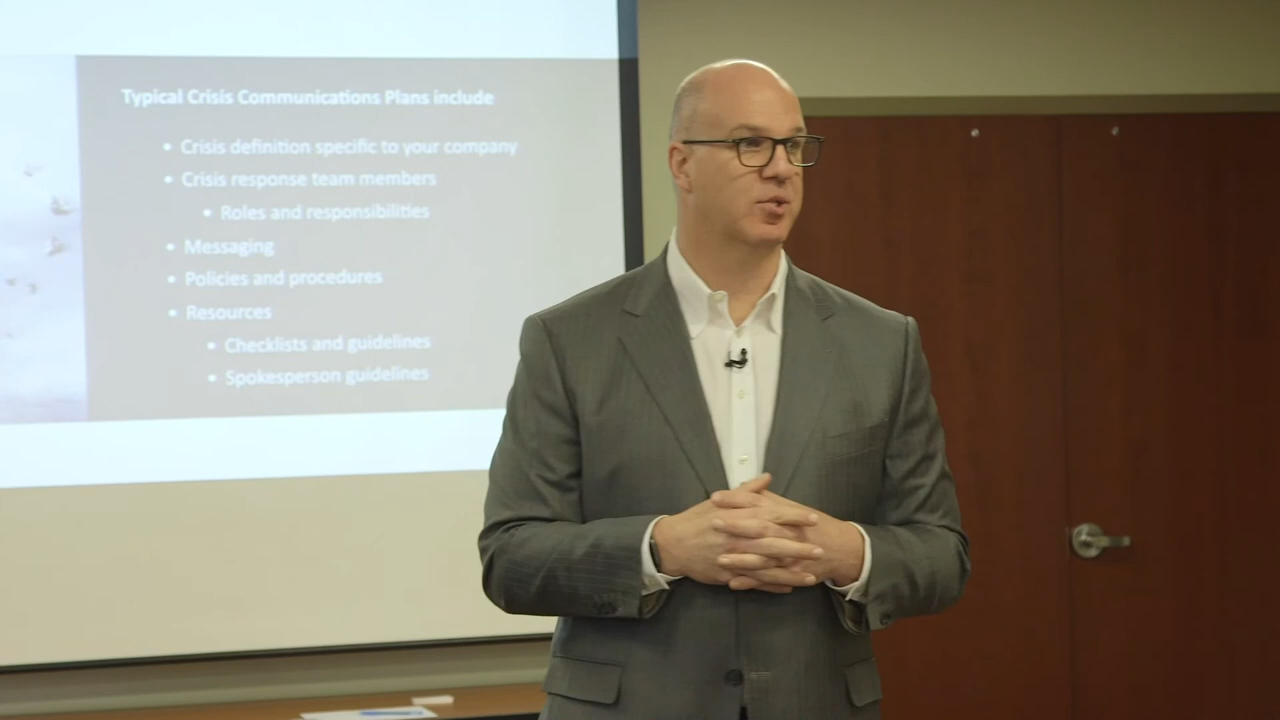 Typical Crisis Communications Plans include
• Crisis definition specific to your company
• Crisis response team members
• Roles and responsibilities
• Messaging
• Policies and procedures
• Resources
• Checklists and guidelines
• Spokesperson guidelines